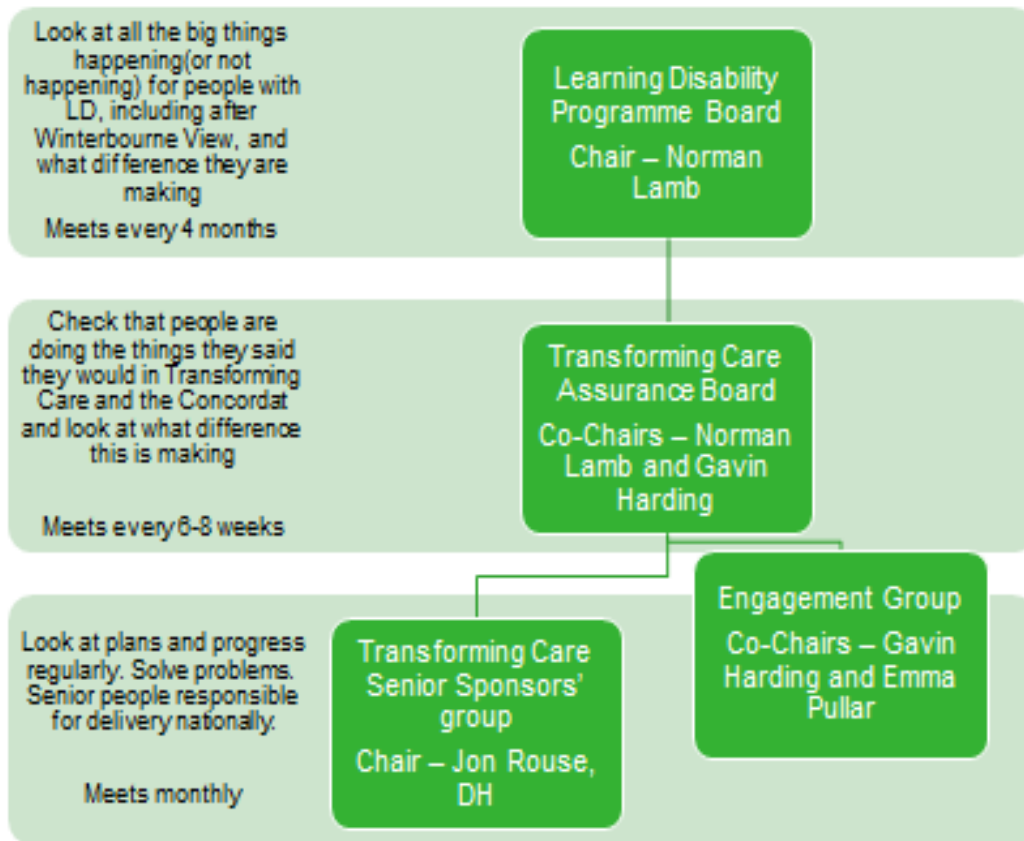 Look at all the big things
happening(or not
happening) for people with
LD, including after
Winterbourne View, and
what difference they are
making
Meets every 4 months
Learning Disability
Programme Board
Chair – Norman
Lamb
Check that people are
doing the things they said
they would in Transforming
Care and the Concordat
and look at what difference
this is making
Meets every 6-8 weeks
Transforming Care
Assurance Board
Co-Chairs – Norman
Lamb and Gavin
Harding
Look at plans and progress
regularly. Solve problems.
Senior people responsible
for delivery nationally.
Meets monthly
Transforming Care
Senior Sponsors’
group
Chair – Jon Rouse,
DH
Engagement Group
Co-Chairs – Gavin
Harding and Emma
Pullar